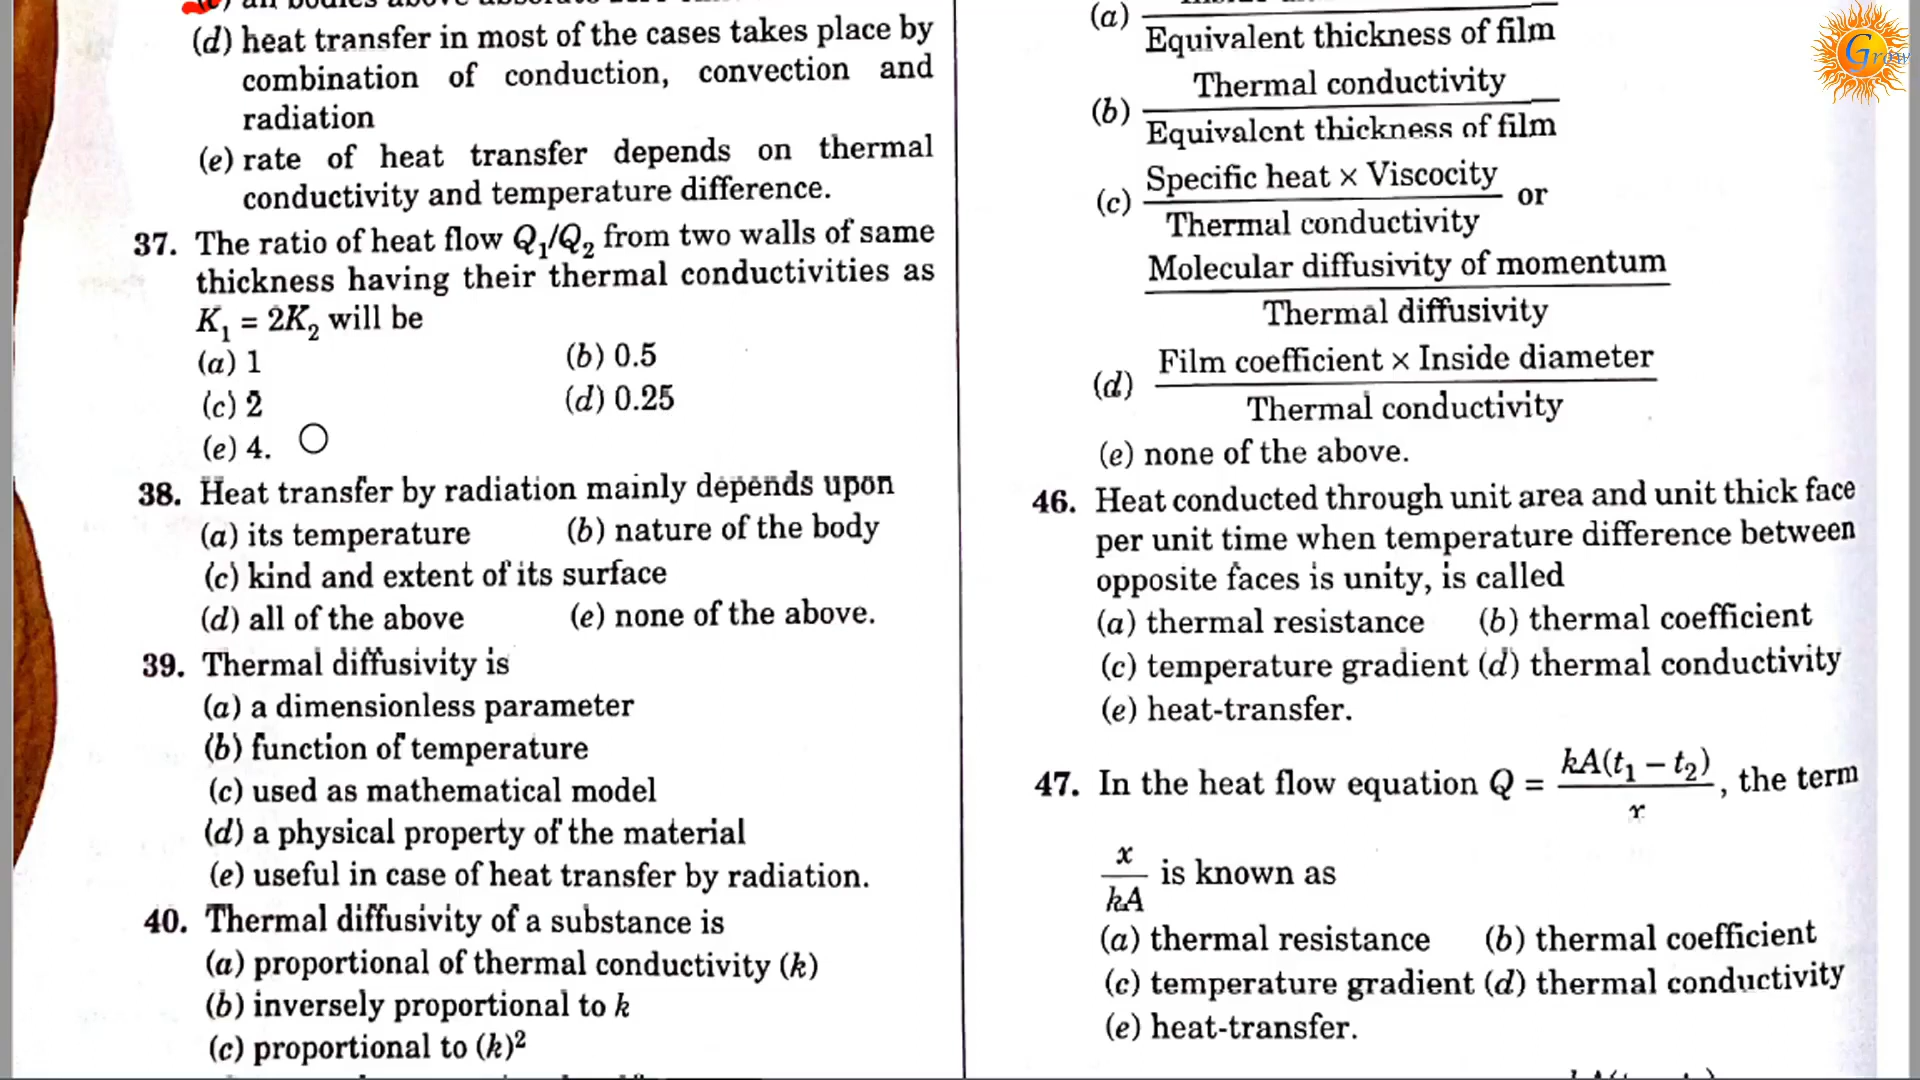 (d) heat transfer in most of the cases takes place by
combination of conduction, convection and
radiation
(e) rate of heat transfer depends on thermal
conductivity and temperature difference.
37. The ratio of heat flow Q₁/Q₂ from two walls of same
thickness having their thermal conductivities as
K₁ = 2K₂ will be
(a) 1 (b) 0.5
(c) 2 (d) 0.25
(e) 4.
38. Heat transfer by radiation mainly depends upon
(a) its temperature (b) nature of the body
(c) kind and extent of its surface
(d) all of the above (e) none of the above.
39. Thermal diffusivity is
(a) a dimensionless parameter
(b) function of temperature
(c) used as mathematical model
(d) a physical property of the material
(e) useful in case of heat transfer by radiation.
40. Thermal diffusivity of a substance is
(a) proportional of thermal conductivity (k)
(b) inversely proportional to k
(c) proportional to (k)²
(a)
Equivalent thickness of film
Thermal conductivity
(b)
Equivalent thickness of film
Specific heat × Viscocity
(c) or
Thermal conductivity
Molecular diffusivity of momentum
Thermal diffusivity
Film coefficient × Inside diameter
(d)
Thermal conductivity
(e) none of the above.
46. Heat conducted through unit area and unit thick face
per unit time when temperature difference between
opposite faces is unity, is called
(a) thermal resistance (b) thermal coefficient
(c) temperature gradient (d) thermal conductivity
(e) heat-transfer.
47. In the heat flow equation Q = kA(t₁ – t₂)/x, the term
x/kA is known as
(a) thermal resistance (b) thermal coefficient
(c) temperature gradient (d) thermal conductivity
(e) heat-transfer.
Grow